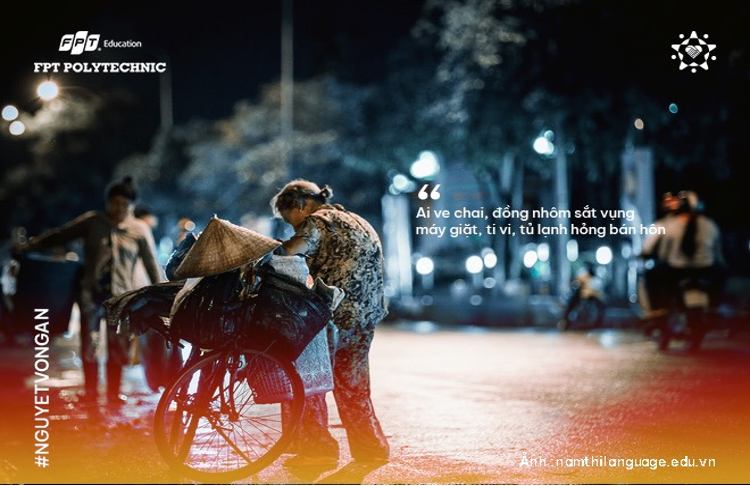 FPT Education
FPT POLYTECHNIC
“
Ai ve chai, đồng nhôm sắt vụng
máy giặt, ti vi, tủ lạnh hỏng bán hôn
#NGUYETVONGAN
Ảnh: namthilanguage.edu.vn